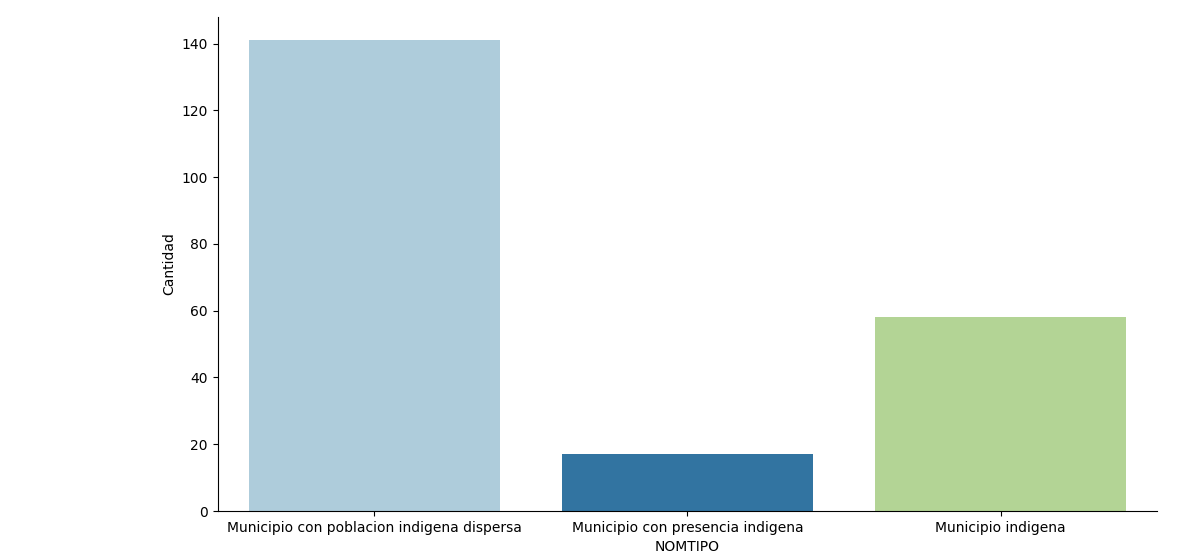 140
120
100
80
60
40
20
0
Cantidad
Municipio con poblacion indigena dispersa
Municipio con presencia indigena
Municipio indigena
NOMTIPO